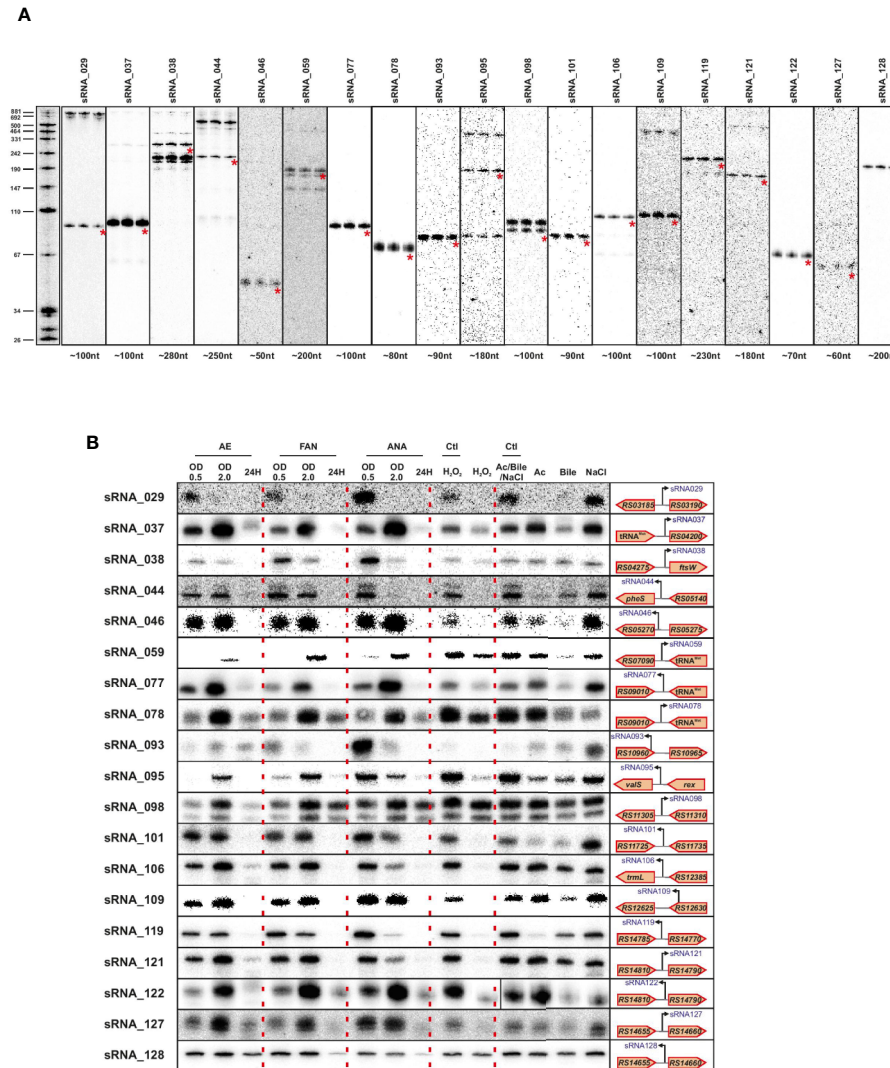 A
sRNA_029 sRNA_037 sRNA_038 sRNA_044 sRNA_046 sRNA_059 sRNA_077 sRNA_078 sRNA_093 sRNA_095 sRNA_098 sRNA_101 sRNA_106 sRNA_109 sRNA_119 sRNA_121 sRNA_122 sRNA_127 sRNA_128
881
692
500
464
331
242
190
147
110
67
34
26
* * * * * * * * * * * * * * * * * *
~100nt ~100nt ~280nt ~250nt ~50nt ~200nt ~100nt ~80nt ~90nt ~180nt ~100nt ~90nt ~100nt ~100nt ~230nt ~180nt ~70nt ~60nt ~200n
B
AE FAN ANA Ctl Ctl
OD 0.5 OD 2.0 24H OD 0.5 OD 2.0 24H OD 0.5 OD 2.0 24H H₂O₂ H₂O₂ Ac/Bile/NaCl Ac Bile NaCl
sRNA_029 sRNA029 RS03185 RS03190
sRNA_037 sRNA037 RS04200
sRNA_038 sRNA038 RS04275 ftsW
sRNA_044 sRNA044 pheS RS05140
sRNA_046 sRNA046 RS05270 RS05275
sRNA_059 sRNA059 RS07090
sRNA_077 sRNA077 RS09010
sRNA_078 sRNA078 RS09010
sRNA_093 sRNA093 RS10960 RS10965
sRNA_095 sRNA095 valS rex
sRNA_098 sRNA098 RS11305 RS11310
sRNA_101 sRNA101 RS11725 RS11735
sRNA_106 sRNA106 trmL RS12385
sRNA_109 sRNA109 RS12625 RS12630
sRNA_119 sRNA119 RS14785 RS14770
sRNA_121 sRNA121 RS14810 RS14790
sRNA_122 sRNA122 RS14810 RS14790
sRNA_127 sRNA127 RS14655 RS14660
sRNA_128 sRNA128 RS14655 RS14660